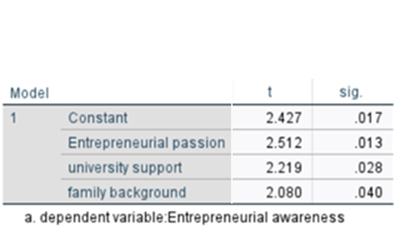 Model t sig.
1 Constant 2.427 .017
Entrepreneurial passion 2.512 .013
university support 2.219 .028
family background 2.080 .040
a. dependent variable:Entrepreneurial awareness